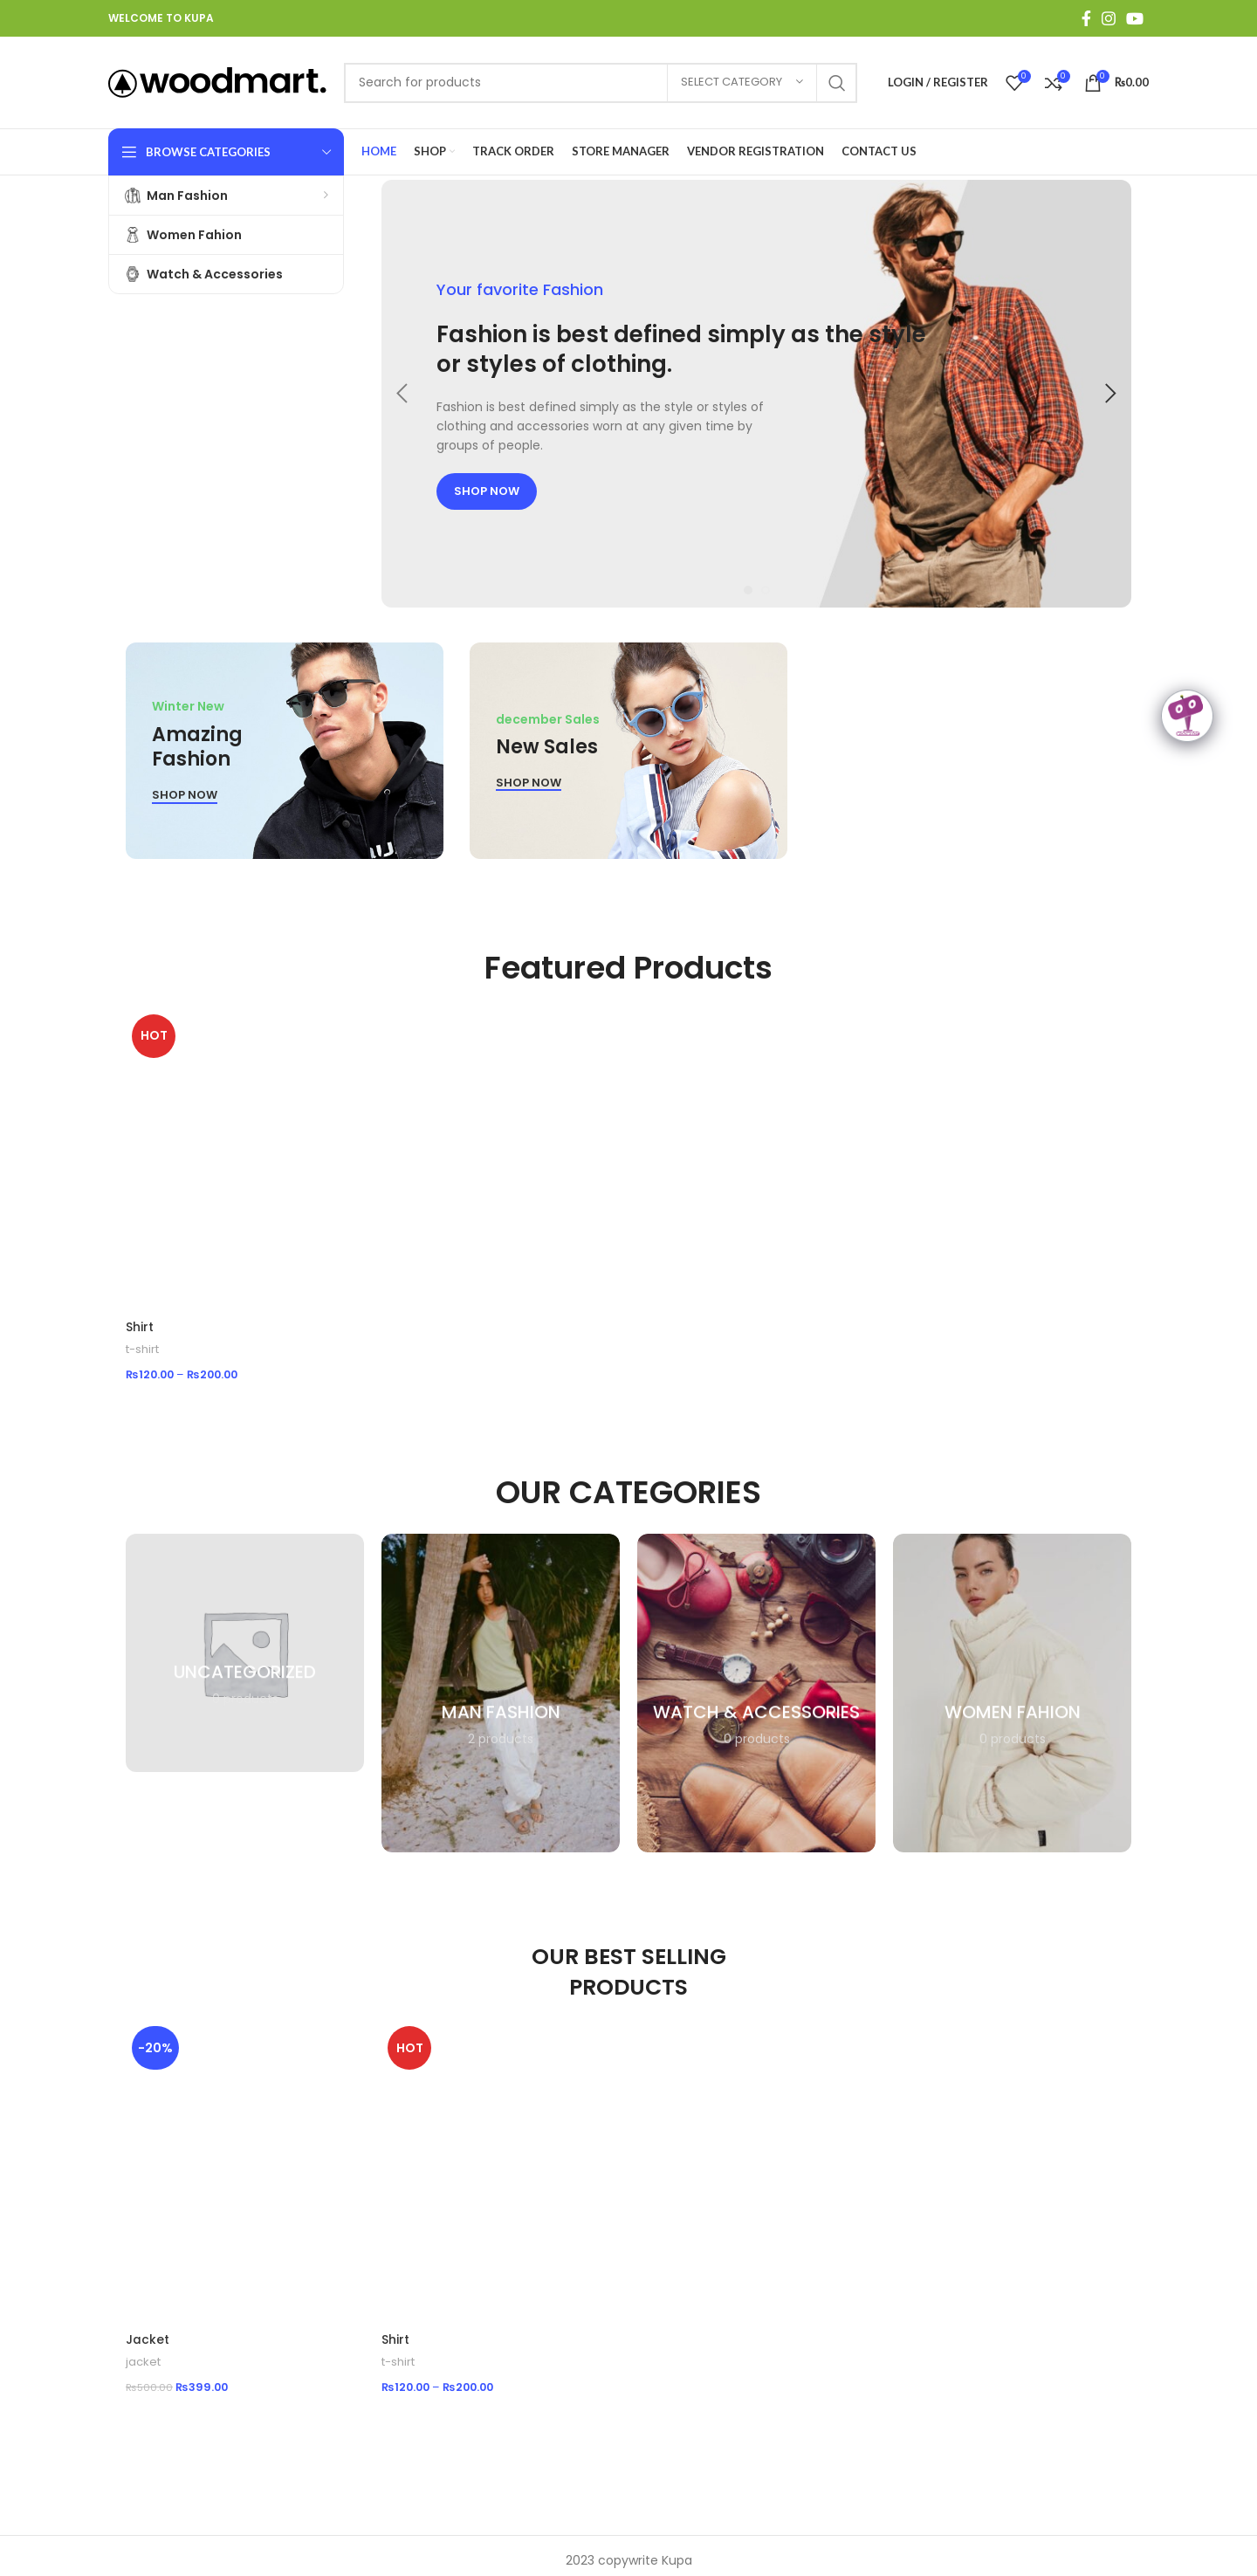 WELCOME TO KUPA
woodmart.
Search for products
SELECT CATEGORY
LOGIN / REGISTER
0
0
0
₨0.00
BROWSE CATEGORIES
HOME
SHOP
TRACK ORDER
STORE MANAGER
VENDOR REGISTRATION
CONTACT US
Man Fashion
Women Fahion
Watch & Accessories
Your favorite Fashion
Fashion is best defined simply as the style
or styles of clothing.
Fashion is best defined simply as the style or styles of
clothing and accessories worn at any given time by
groups of people.
SHOP NOW
Winter New
Amazing
Fashion
SHOP NOW
december Sales
New Sales
SHOP NOW
Featured Products
HOT
Shirt
t-shirt
₨120.00 – ₨200.00
OUR CATEGORIES
UNCATEGORIZED
MAN FASHION
2 products
WATCH & ACCESSORIES
0 products
WOMEN FAHION
0 products
OUR BEST SELLING
PRODUCTS
-20%
HOT
Jacket
jacket
₨500.00 ₨399.00
Shirt
t-shirt
₨120.00 – ₨200.00
2023 copywrite Kupa